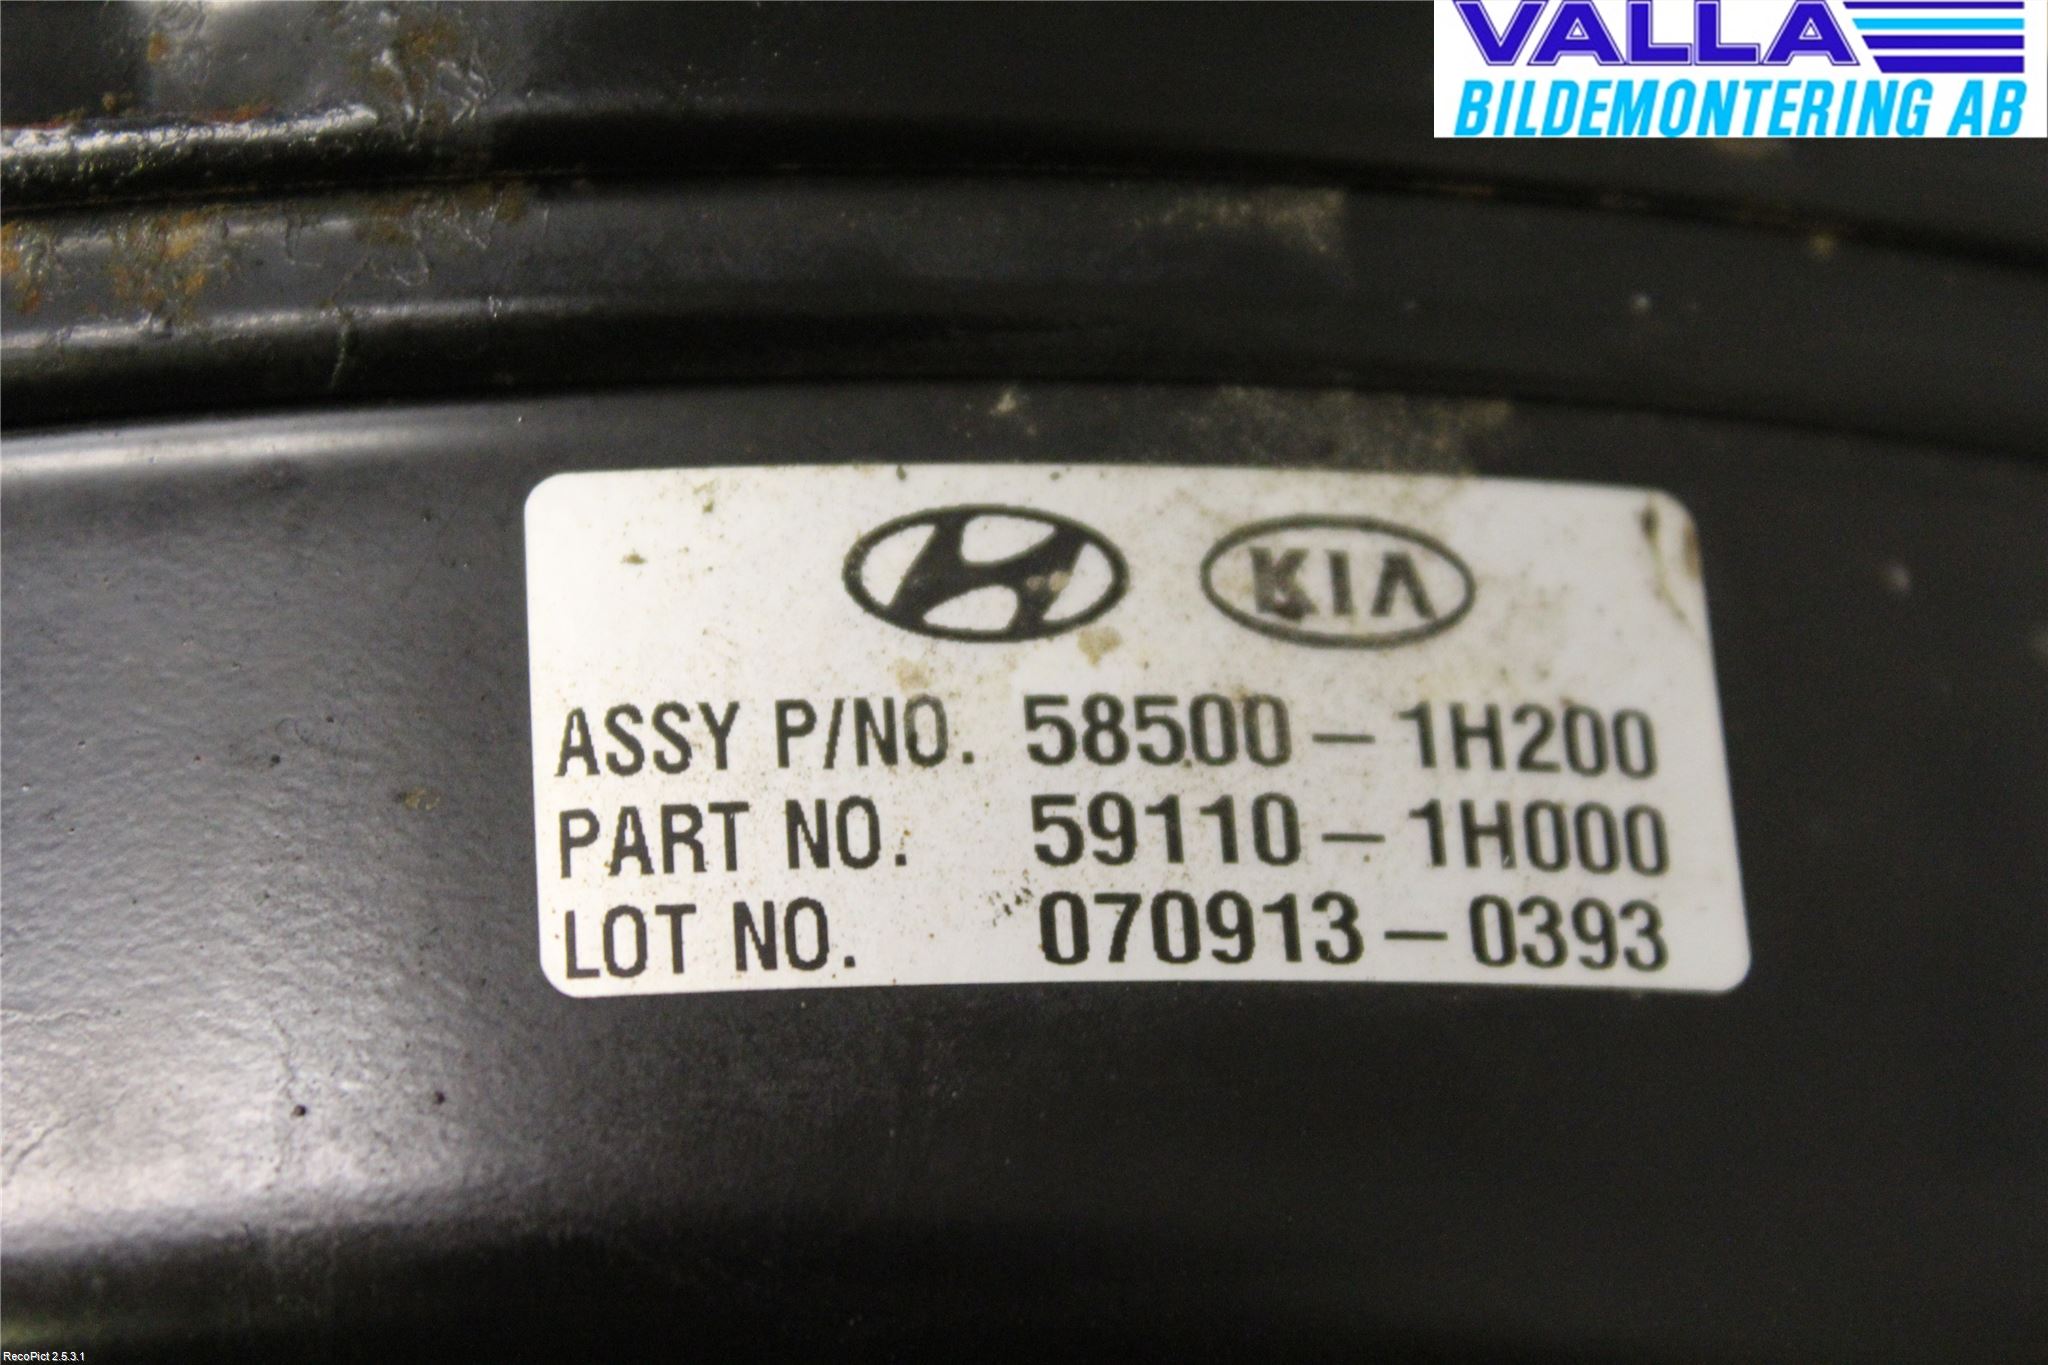 VALLA
BILDEMONTERING AB
KIA
ASSY P/NO. 58500-1H200
PART NO. 59110-1H000
LOT NO. 070913-0393
RecoPict 2.5.3.1